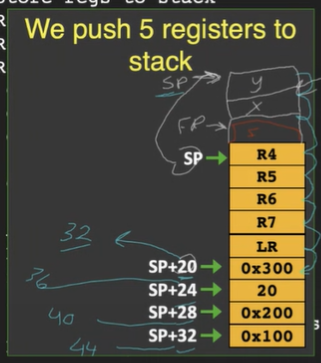 We push 5 registers to
stack
SP
y
x
FP
SP
R4
R5
R6
R7
LR
32
SP+20
0x300
36
SP+24
20
40
SP+28
0x200
44
SP+32
0x100